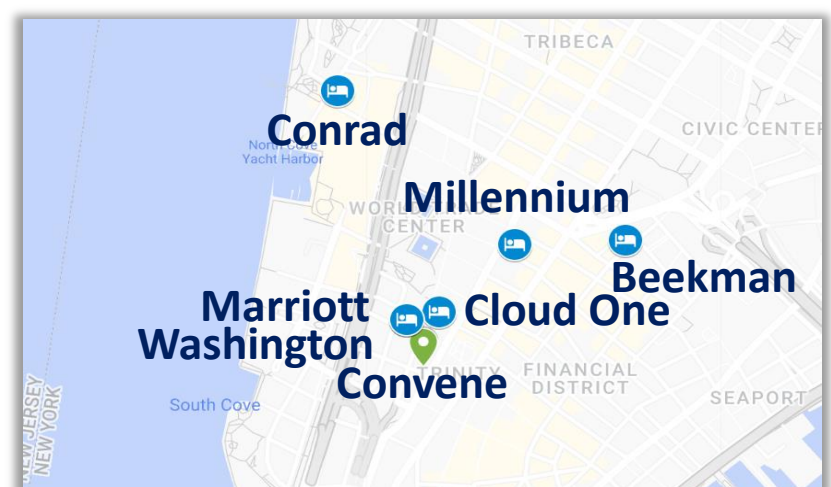 TRIBECA
CIVIC CENTER
Conrad
North Cove
Yacht Harbor
Millennium
WORLD TRADE
CENTER
Beekman
Marriott
Cloud One
Washington
Convene
TRINITY
FINANCIAL
DISTRICT
SEAPORT
South Cove
NEW JERSEY
NEW YORK